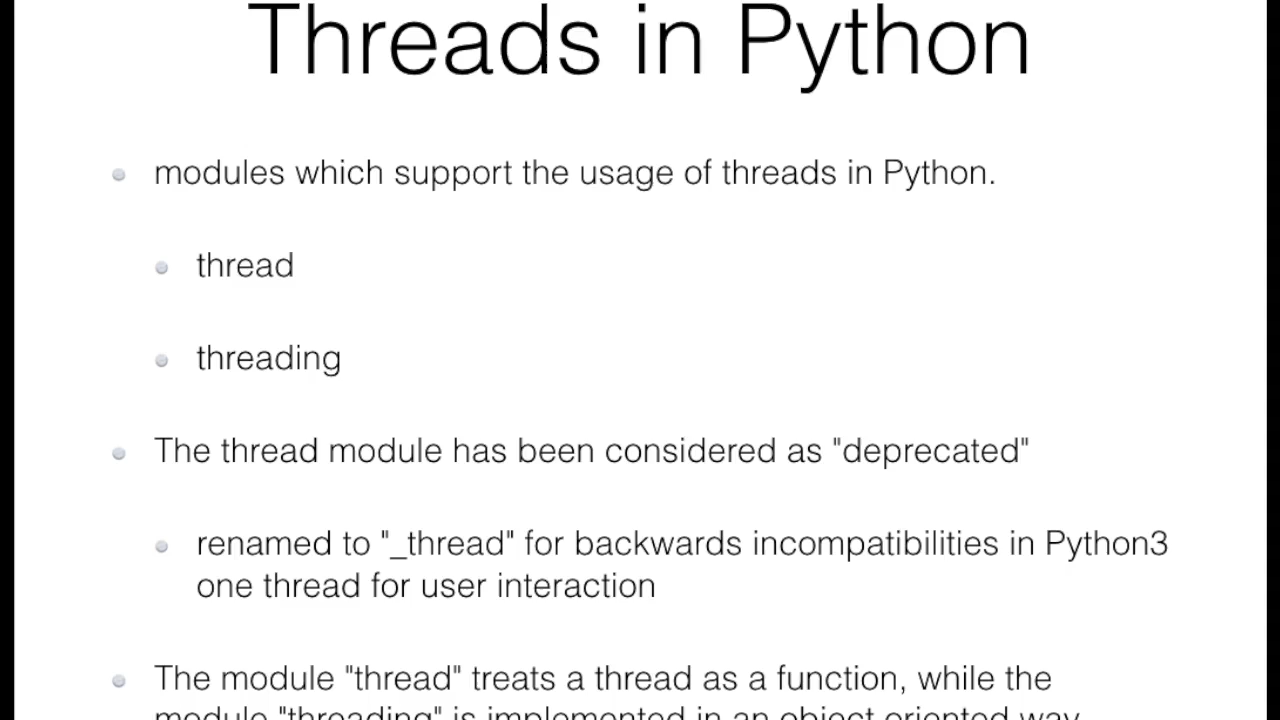 Threads in Python
modules which support the usage of threads in Python.
thread
threading
The thread module has been considered as "deprecated"
renamed to "_thread" for backwards incompatibilities in Python3
one thread for user interaction
The module "thread" treats a thread as a function, while the
module "threading" is implemented in an object oriented way